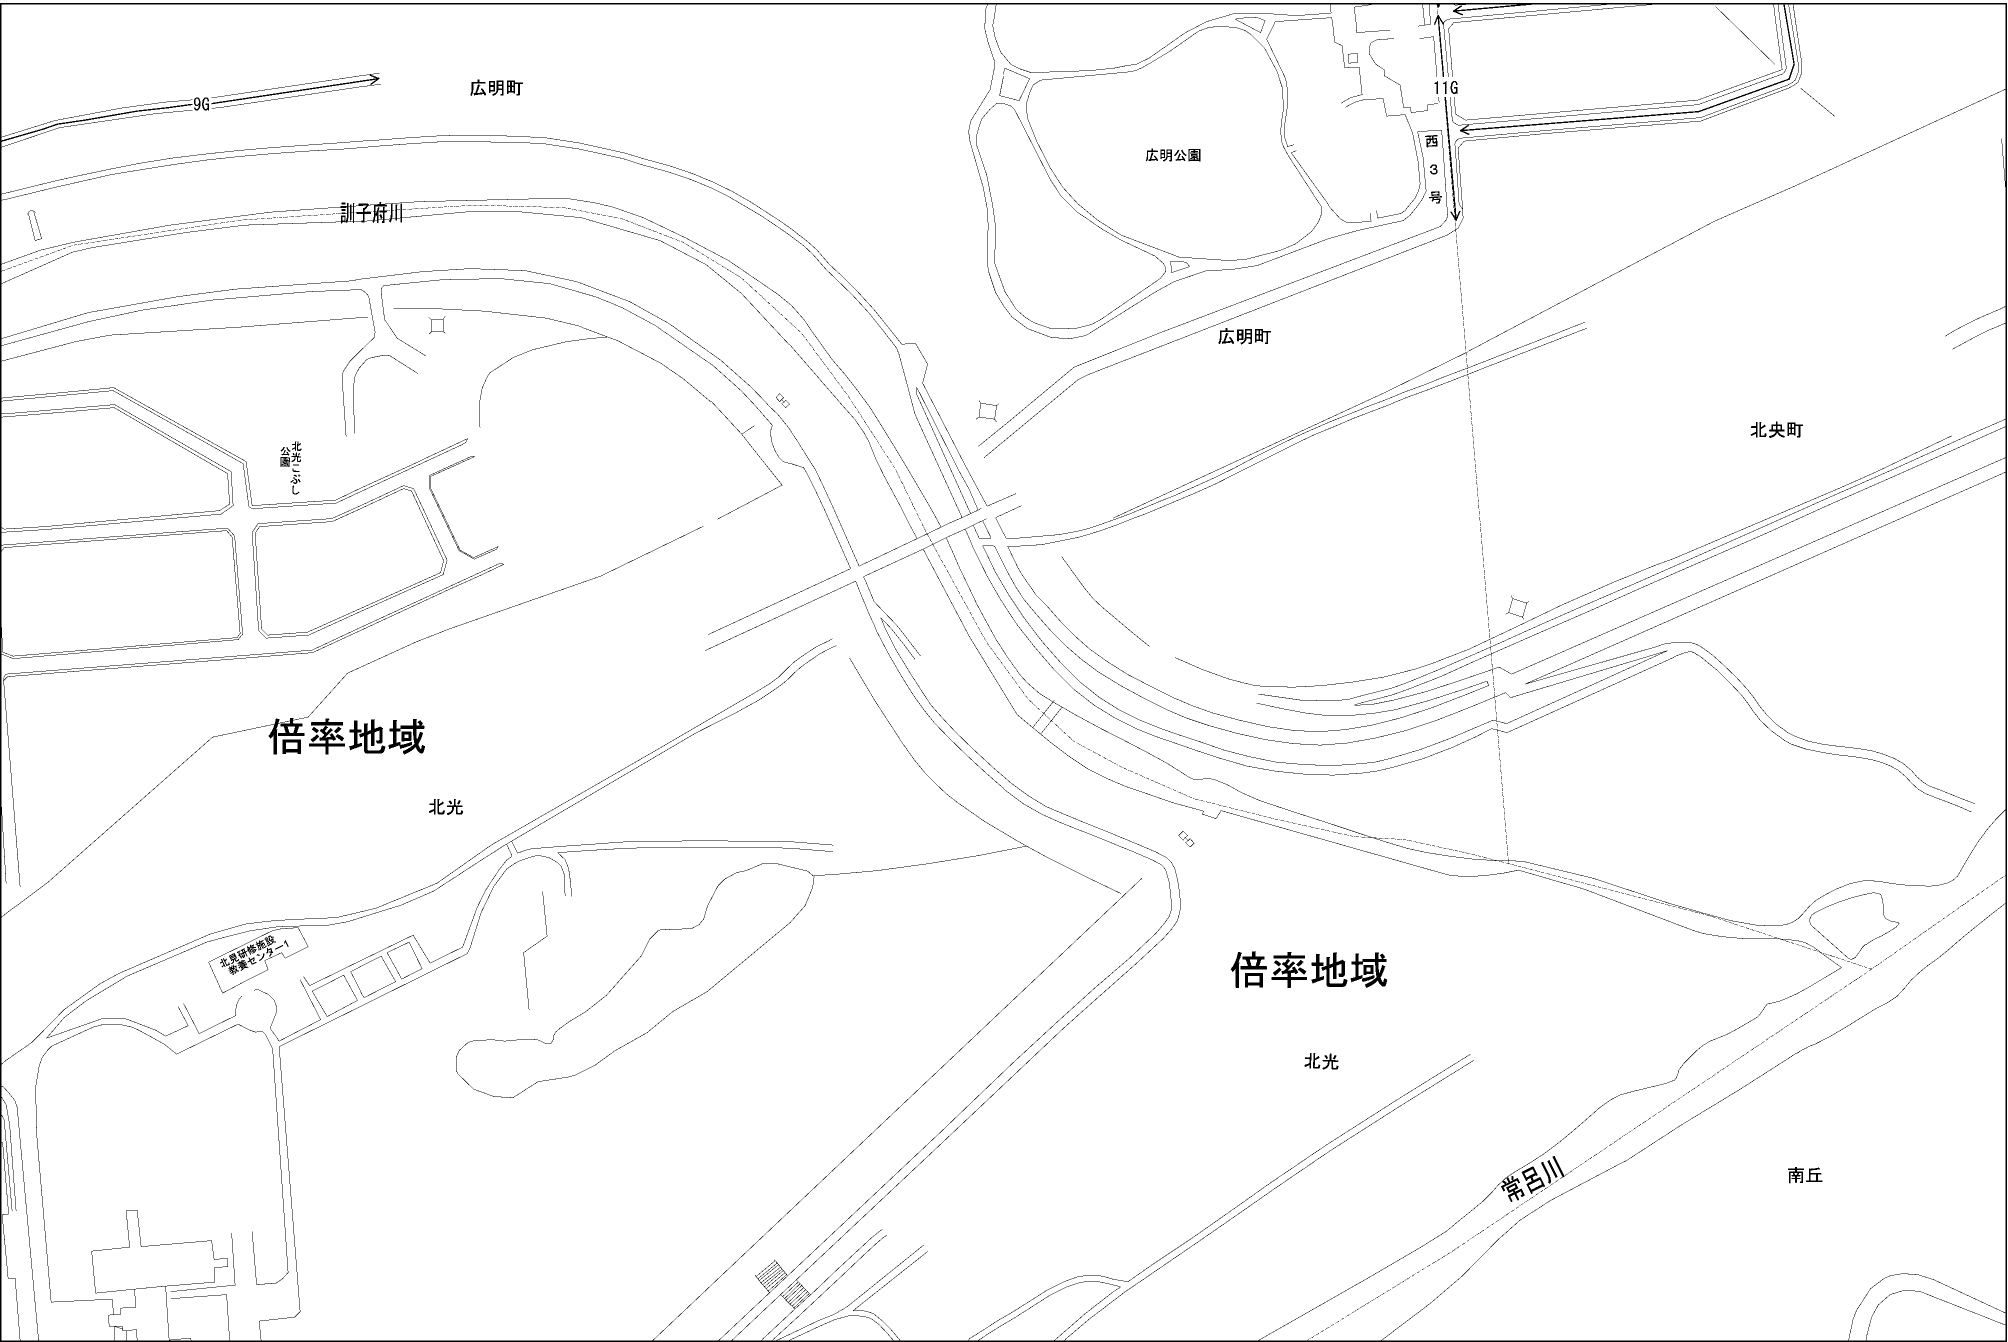 9G
広明町
11G
広明公園
西3号
訓子府川
広明町
北央町
北光こぶし
公園
倍率地域
北光
北見研修施設
教養センター1
倍率地域
北光
常呂川
南丘